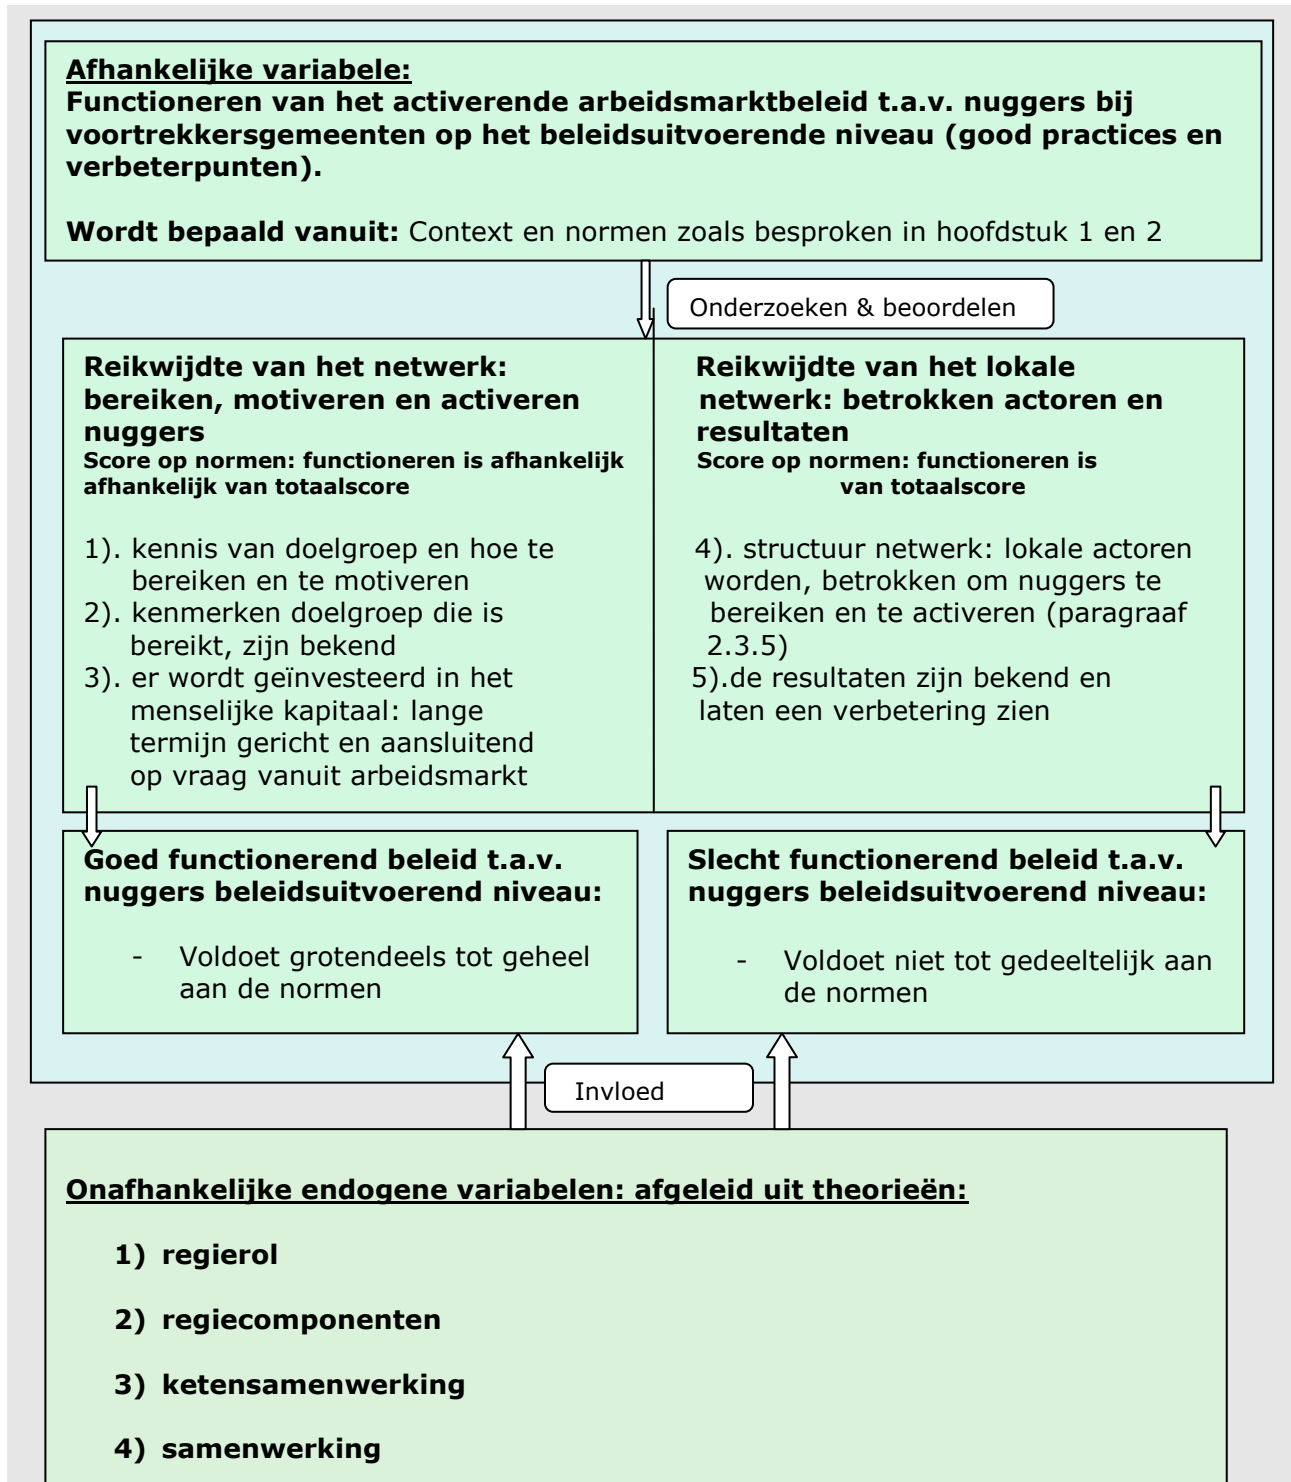 Afhankelijke variabele:
Functioneren van het activerende arbeidsmarktbeleid t.a.v. nuggers bij
voortrekkersgemeenten op het beleidsuitvoerende niveau (good practices en
verbeterpunten).
Wordt bepaald vanuit: Context en normen zoals besproken in hoofdstuk 1 en 2
Onderzoeken & beoordelen
Reikwijdte van het netwerk:
bereiken, motiveren en activeren
nuggers
Score op normen: functioneren is afhankelijk
afhankelijk van totaalscore
1). kennis van doelgroep en hoe te
bereiken en te motiveren
2). kenmerken doelgroep die is
bereikt, zijn bekend
3). er wordt geïnvesteerd in het
menselijke kapitaal: lange
termijn gericht en aansluitend
op vraag vanuit arbeidsmarkt
Reikwijdte van het lokale
netwerk: betrokken actoren en
resultaten
Score op normen: functioneren is
van totaalscore
4). structuur netwerk: lokale actoren
worden, betrokken om nuggers te
bereiken en te activeren (paragraaf
2.3.5)
5).de resultaten zijn bekend en
laten een verbetering zien
Goed functionerend beleid t.a.v.
nuggers beleidsuitvoerend niveau:
- Voldoet grotendeels tot geheel
aan de normen
Slecht functionerend beleid t.a.v.
nuggers beleidsuitvoerend niveau:
- Voldoet niet tot gedeeltelijk aan
de normen
Invloed
Onafhankelijke endogene variabelen: afgeleid uit theorieën:
1) regierol
2) regiecomponenten
3) ketensamenwerking
4) samenwerking